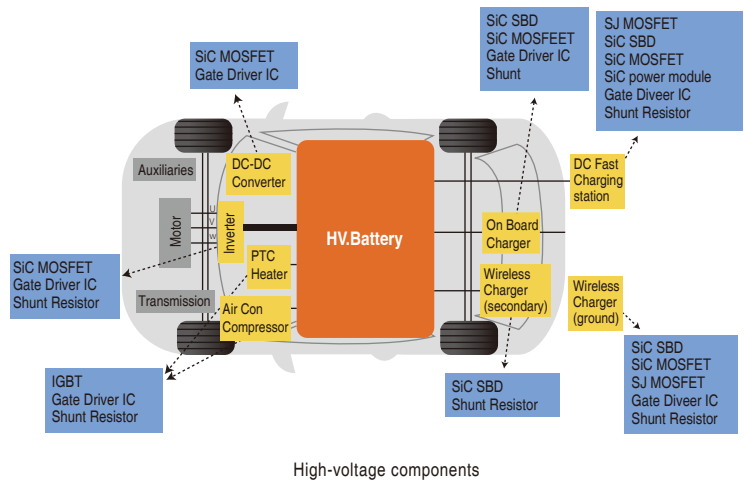 SiC MOSFET
Gate Driver IC
SiC SBD
SiC MOSFEET
Gate Driver IC
Shunt
SJ MOSFET
SiC SBD
SiC MOSFET
SiC power module
Gate Diveer IC
Shunt Resistor
Auxiliaries
DC-DC
Converter
DC Fast
Charging
station
Motor
U
V
W
Inverter
HV.Battery
On Board
Charger
PTC
Heater
SiC MOSFET
Gate Driver IC
Shunt Resistor
Wireless
Charger
(secondary)
Wireless
Charger
(ground)
Transmission
Air Con
Compressor
IGBT
Gate Driver IC
Shunt Resistor
SiC SBD
Shunt Resistor
SiC SBD
SiC MOSFET
SJ MOSFET
Gate Diveer IC
Shunt Resistor
High-voltage components